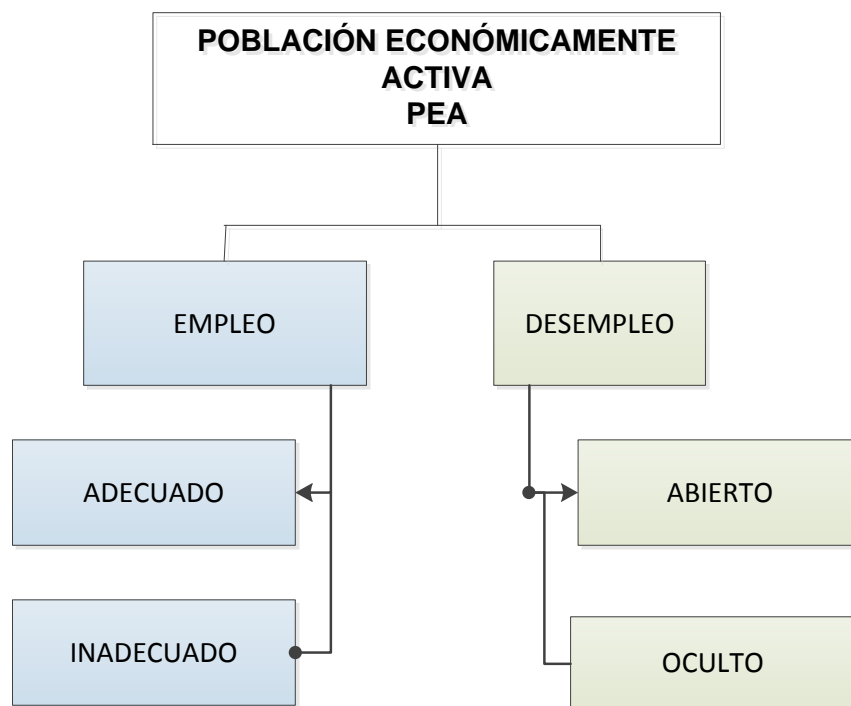 POBLACIÓN ECONÓMICAMENTE
ACTIVA
PEA
EMPLEO
DESEMPLEO
ADECUADO
ABIERTO
INADECUADO
OCULTO